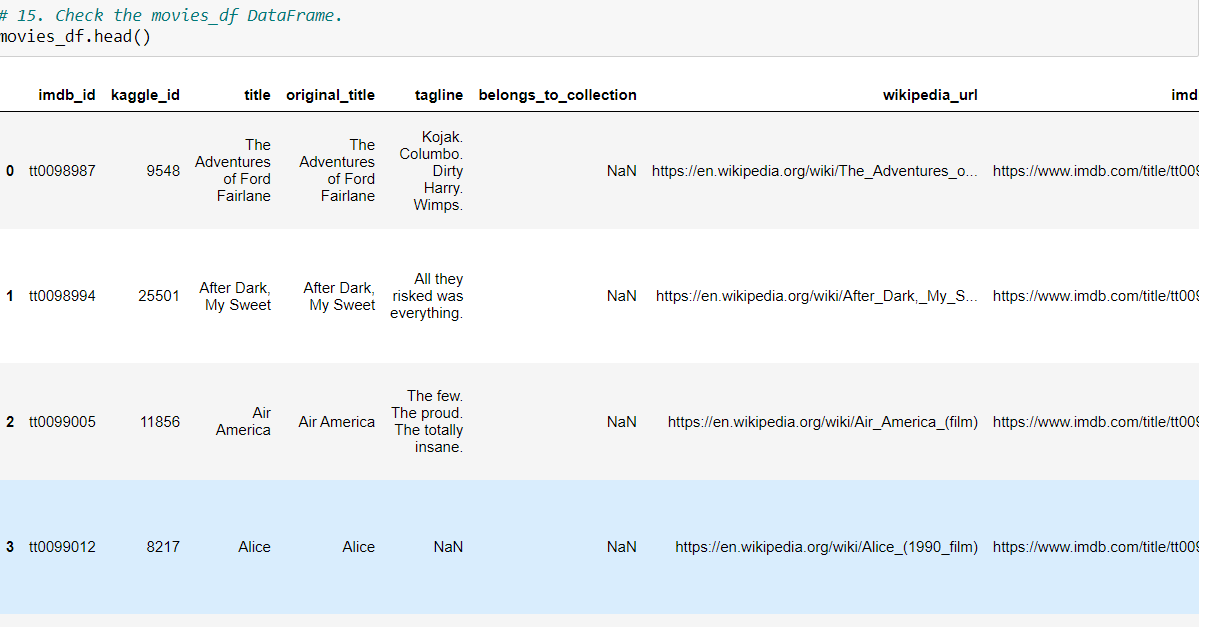 # 15. Check the movies_df DataFrame.
movies_df.head()
imdb_id kaggle_id title original_title tagline belongs_to_collection wikipedia_url imd
0 tt0098987 9548 The Adventures of Ford Fairlane The Adventures of Ford Fairlane Kojak. Columbo. Dirty Harry. Wimps. NaN https://en.wikipedia.org/wiki/The_Adventures_o... https://www.imdb.com/title/tt009
1 tt0098994 25501 After Dark, My Sweet After Dark, My Sweet All they risked was everything. NaN https://en.wikipedia.org/wiki/After_Dark,_My_S... https://www.imdb.com/title/tt009
2 tt0099005 11856 Air America Air America The few. The proud. The totally insane. NaN https://en.wikipedia.org/wiki/Air_America_(film) https://www.imdb.com/title/tt009
3 tt0099012 8217 Alice Alice NaN NaN https://en.wikipedia.org/wiki/Alice_(1990_film) https://www.imdb.com/title/tt009